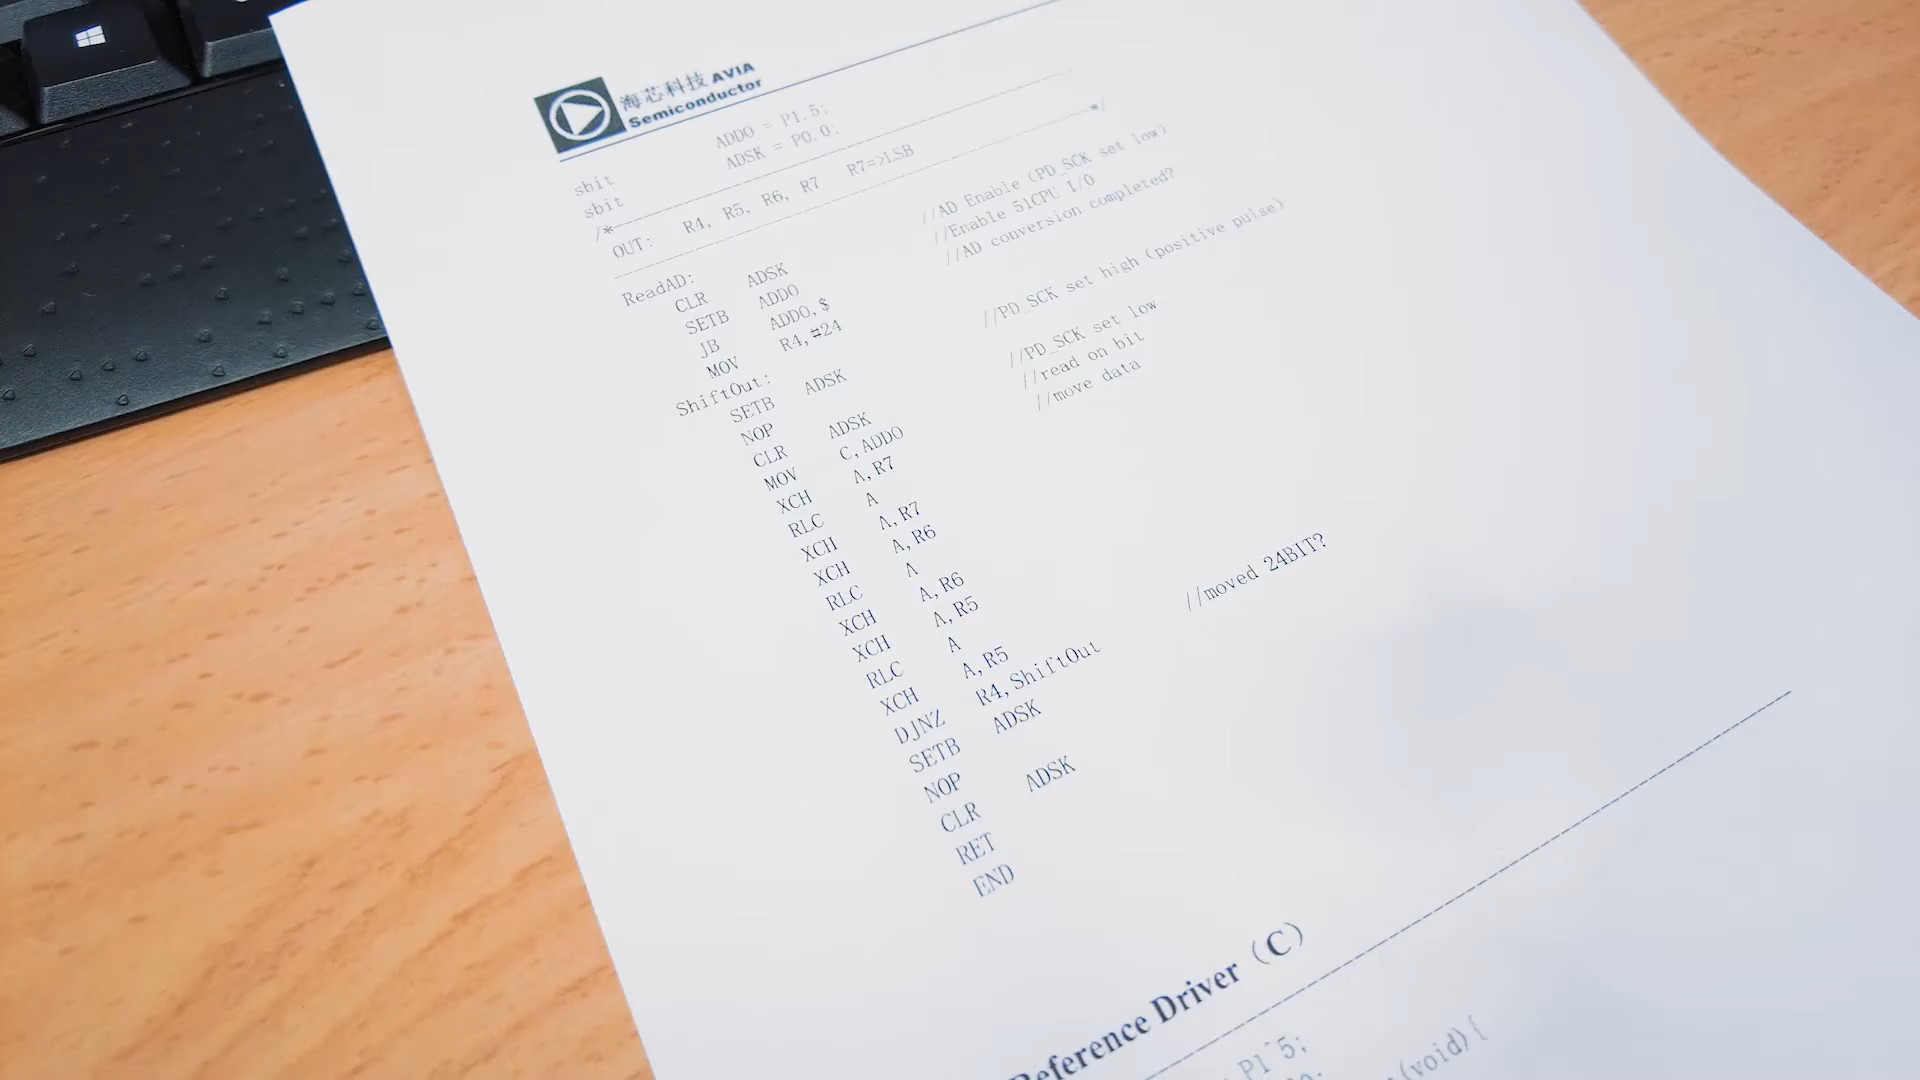 海芯科技 AVIA
Semiconductor
sbit ADDO = P1.5;
sbit ADSK = P0.0;
/*
OUT: R4, R5, R6, R7 R7=>LSB
*/
ReadAD:
CLR ADSK //AD Enable (PD_SCK set low)
SETB ADDO //Enable 51CPU I/O
JB ADDO,$ //AD conversion completed?
MOV R4,#24
ShiftOut:
SETB ADSK //PD_SCK set high (positive pulse)
NOP
CLR ADSK //PD_SCK set low
MOV C,ADDO //read on bit
XCH A,R7 //move data
RLC A
XCH A,R7
XCH A,R6
RLC A
XCH A,R6
XCH A,R5
RLC A
XCH A,R5
DJNZ R4,ShiftOut //moved 24BIT?
SETB ADSK
NOP
CLR ADSK
RET
END
Reference Driver (C)
P1^5;
(void){